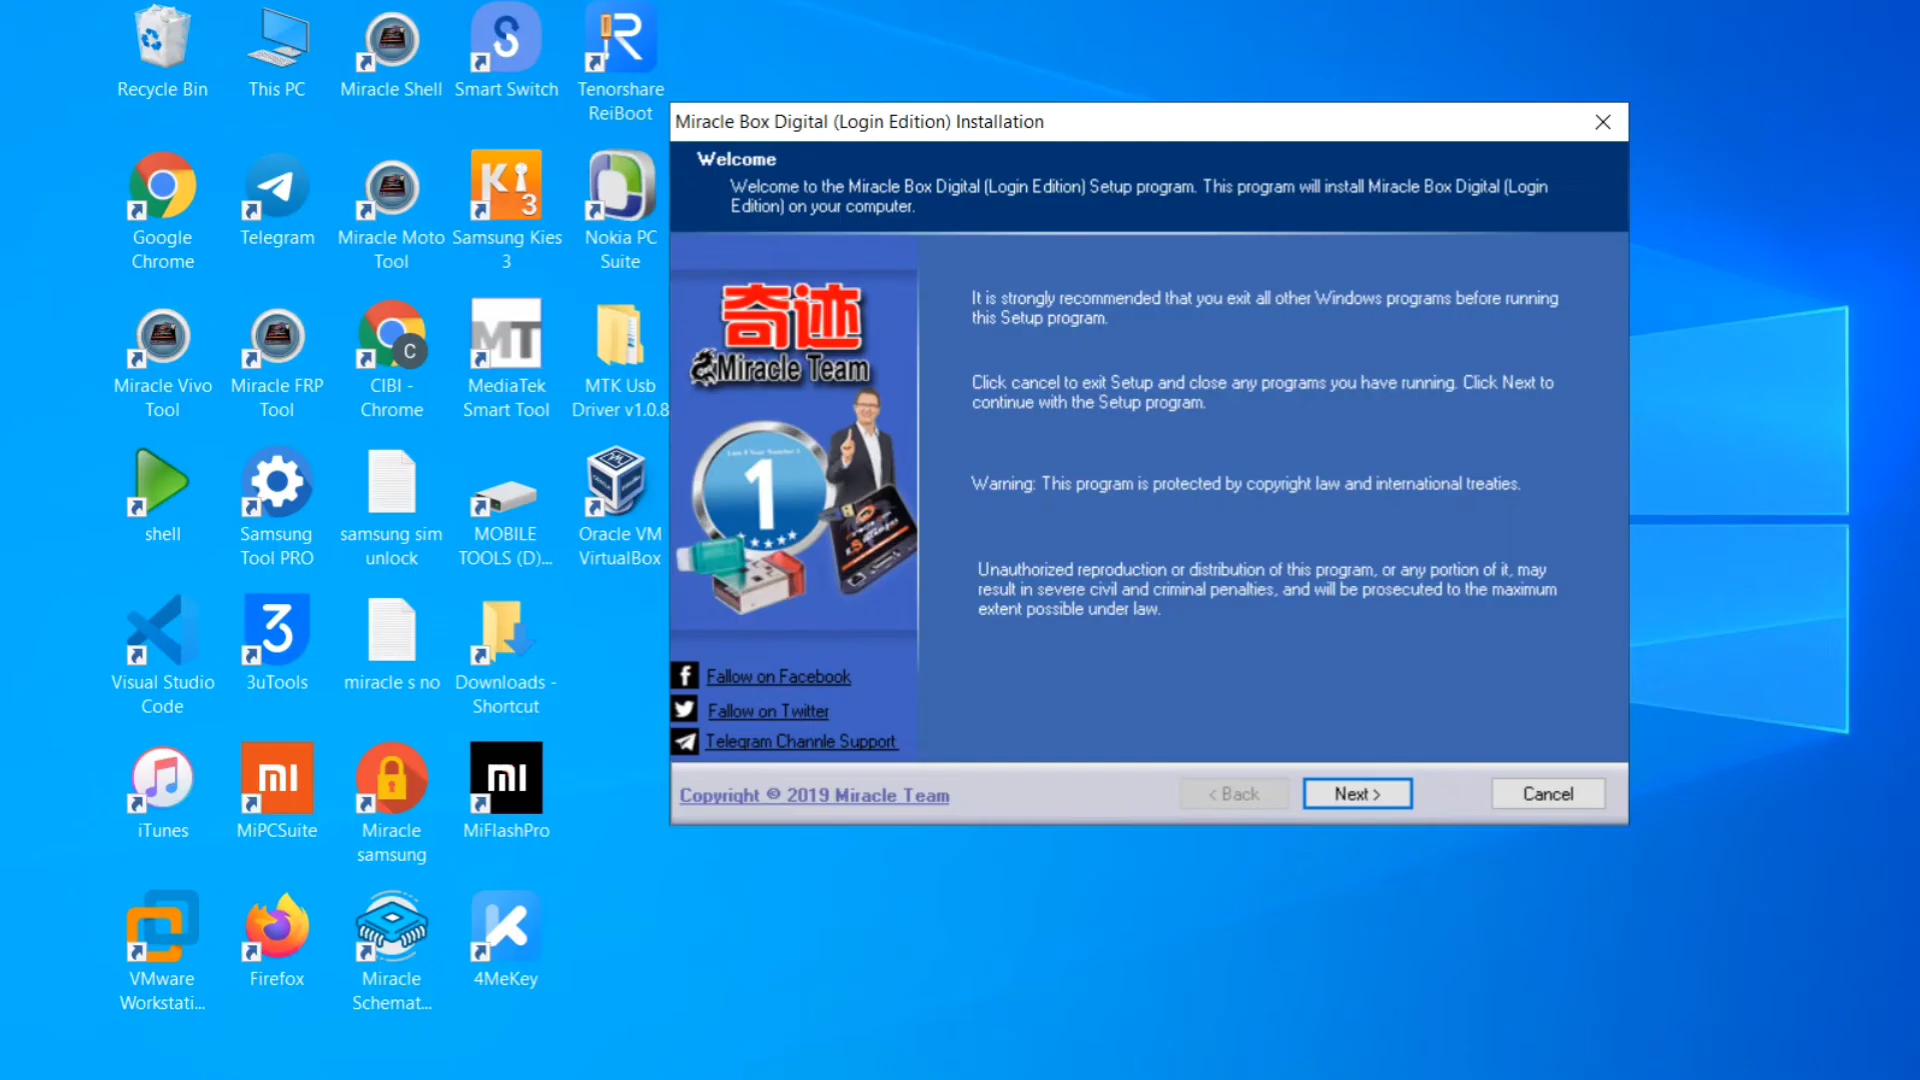 Recycle Bin
This PC
Miracle Shell
Smart Switch
Tenorshare
ReiBoot
Google
Chrome
Telegram
Miracle Moto
Tool
Ki
3
Samsung Kies
3
Nokia PC
Suite
Miracle Vivo
Tool
Miracle FRP
Tool
C
CIBI -
Chrome
MT
MediaTek
Smart Tool
MTK Usb
Driver v1.0.8
shell
Samsung
Tool PRO
samsung sim
unlock
MOBILE
TOOLS (D)...
Oracle VM
VirtualBox
Visual Studio
Code
3
3uTools
miracle s no
Downloads -
Shortcut
iTunes
MiPCSuite
Miracle
samsung
MiFlashPro
VMware
Workstati...
Firefox
Miracle
Schemat...
4MeKey
Miracle Box Digital (Login Edition) Installation
Welcome
Welcome to the Miracle Box Digital (Login Edition) Setup program. This program will install Miracle Box Digital (Login
Edition) on your computer.
奇迹
Miracle Team
1
It is strongly recommended that you exit all other Windows programs before running
this Setup program.
Click cancel to exit Setup and close any programs you have running. Click Next to
continue with the Setup program.
Warning: This program is protected by copyright law and international treaties.
Unauthorized reproduction or distribution of this program, or any portion of it, may
result in severe civil and criminal penalties, and will be prosecuted to the maximum
extent possible under law.
Fallow on Facebook
Fallow on Twitter
Telegram Channle Support
Copyright © 2019 Miracle Team
< Back
Next >
Cancel